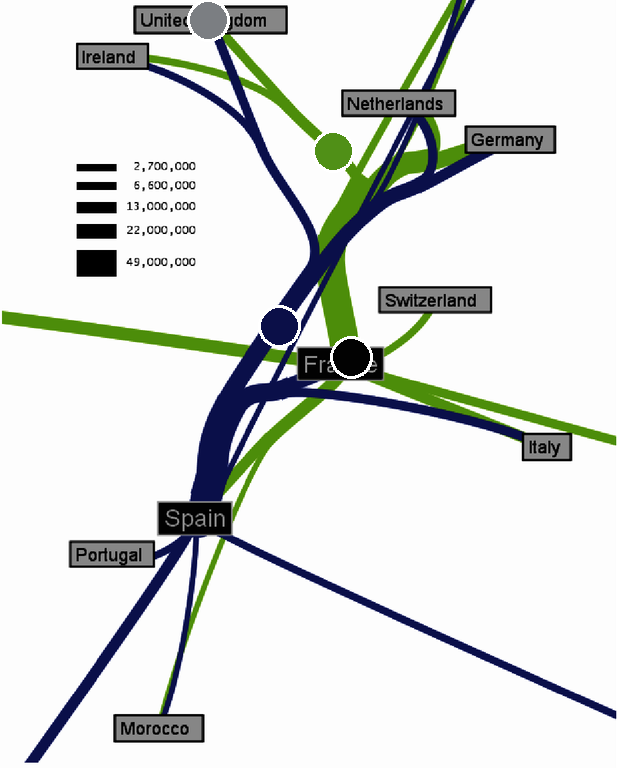 United Kingdom
Ireland
Netherlands
Germany
2,700,000
6,600,000
13,000,000
22,000,000
49,000,000
Switzerland
France
Italy
Spain
Portugal
Morocco